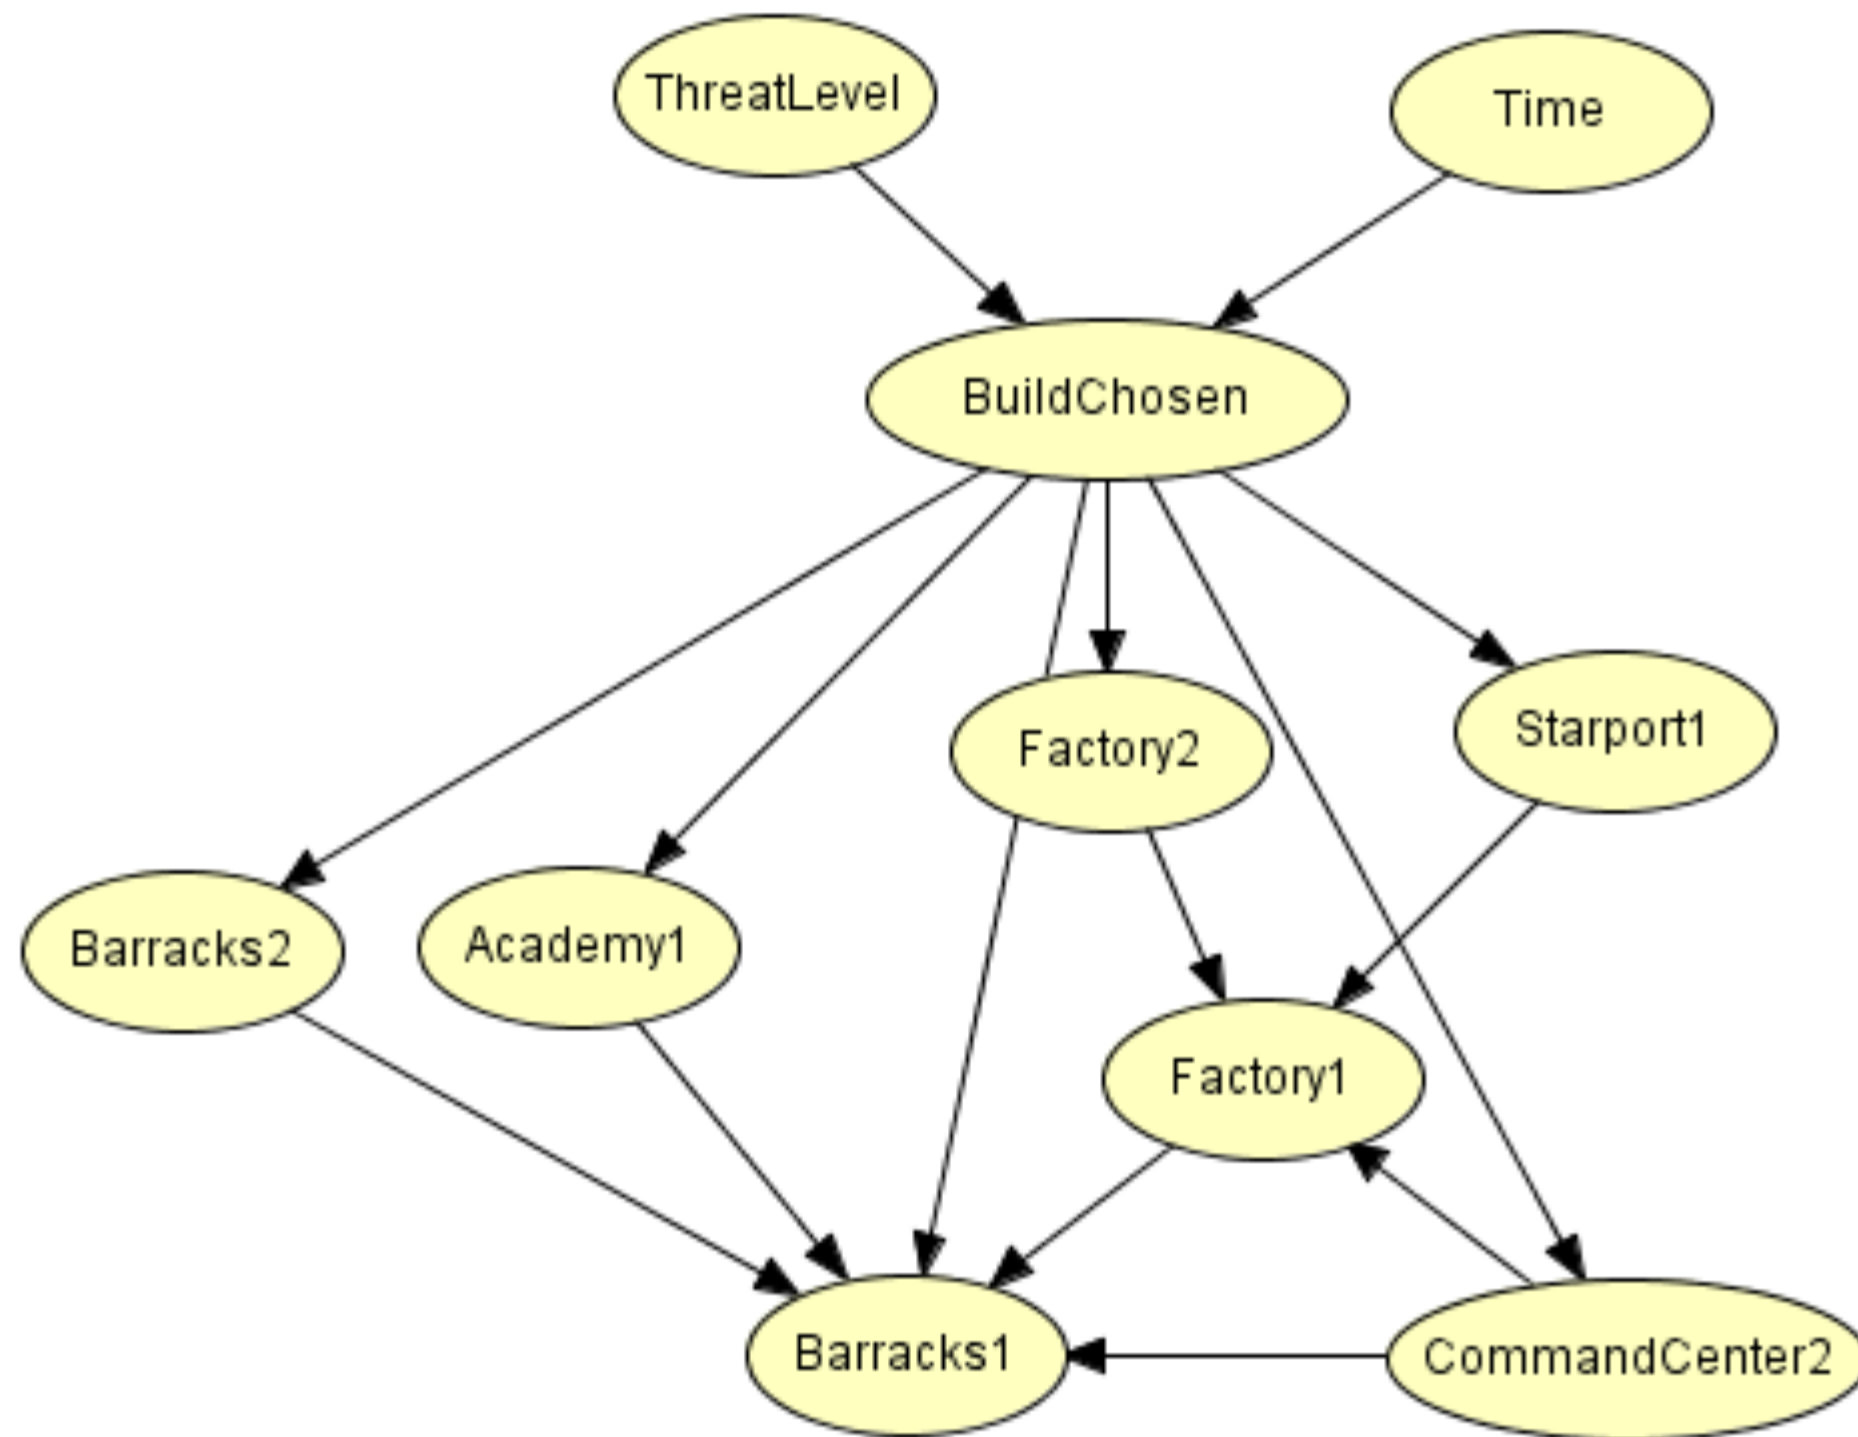 ThreatLevel
Time
BuildChosen
Factory2
Starport1
Barracks2
Academy1
Factory1
Barracks1
CommandCenter2